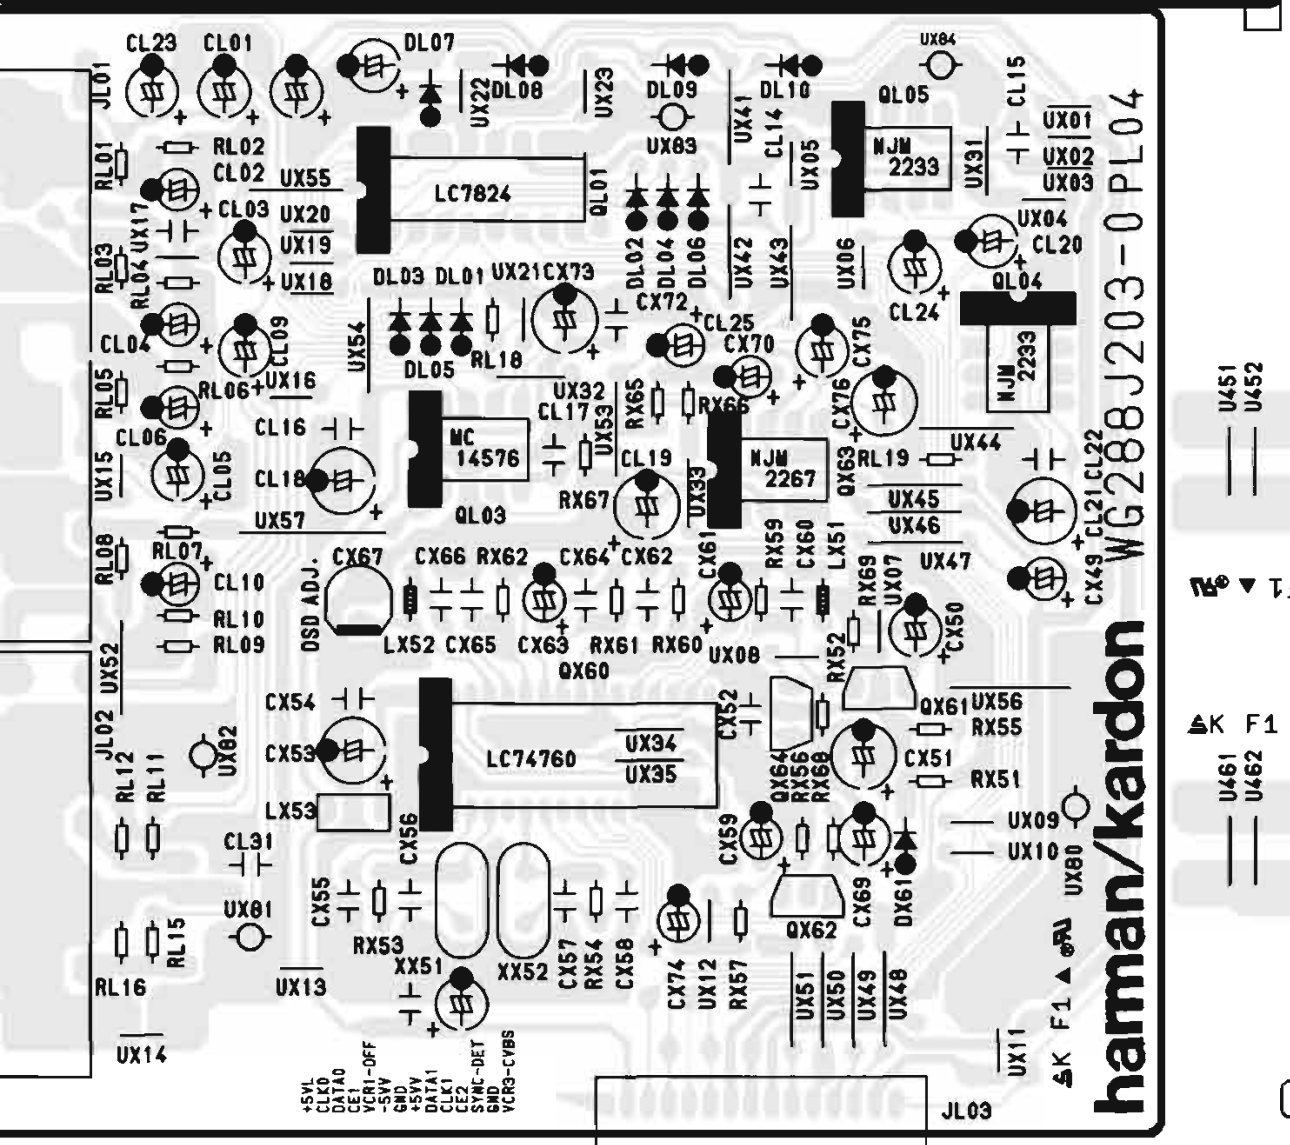 CL23
CL01
DL07
UX84
JL01
DL08
UX22
UX23
DL09
DL10
UX41
CL14
QL05
CL15
UX83
UX05
NJM
2233
UX31
UX01
UX02
UX03
UX04
RL01
RL02
CL02
UX55
LC7824
QL01
UX17
CL03
UX20
UX19
UX18
RL03
RL04
DL02
DL04
DL06
UX42
UX43
UX06
CL20
CL24
QL04
DL03
DL01
UX21
CX73
CX72
CL25
CX70
CX75
NJM
2233
CL04
CL09
UX54
DL05
RL18
UX32
RL05
RL06
UX16
CL17
UX53
RX65
RX66
CX76
CL06
CL16
MC
14576
CL19
NJM
2267
QX63
UX44
RL19
CL22
UX15
CL05
CL18
QL03
RX67
UX33
UX45
UX46
UX47
CL21
UX57
RL08
RL07
CL10
RL10
RL09
DSD ADJ.
CX67
CX66
RX62
CX64
CX62
CX61
RX59
CX60
LX51
RX69
UX07
CX49
LX52
CX65
CX63
RX61
RX60
UX08
RX52
CX50
QX60
UX52
CX54
CX53
LC74760
UX34
UX35
CX52
QX61
UX56
RX55
CX51
RX51
QX64
RX56
RX68
JL02
RL12
RL11
UX82
LX53
CX56
CL31
CX59
UX09
UX10
UX80
CX55
RX53
UX81
CX69
DX61
QX62
RL15
RL16
XX51
XX52
CX57
RX54
CX58
CX74
UX12
RX57
UX51
UX50
UX49
UX48
UX13
UX14
UX11
+5VL
CLK0
DATA0
CE1
VCR1-OFF
-5VV
GND
+5VV
DATA1
CLK1
CE2
SYNC-DET
GND
VCR3-CVBS
JL03
WG288J203-0PL04
harman/kardon
K F1
U451
U452
K F1
U461
U462